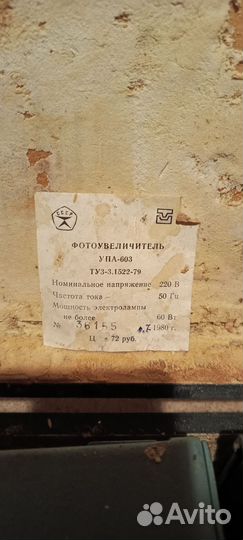 СССР
ФОТОУВЕЛИЧИТЕЛЬ
УПА-603
ТУ3-3.1522-79
Номинальное напряжение 220 В
Частота тока – 50 Гц
Мощность электролампы
не более 60 Вт
№ 36155 1980 г.
Ц 72 руб.
Avito